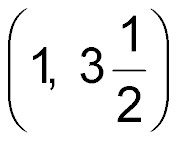 (1, 3 1/2)